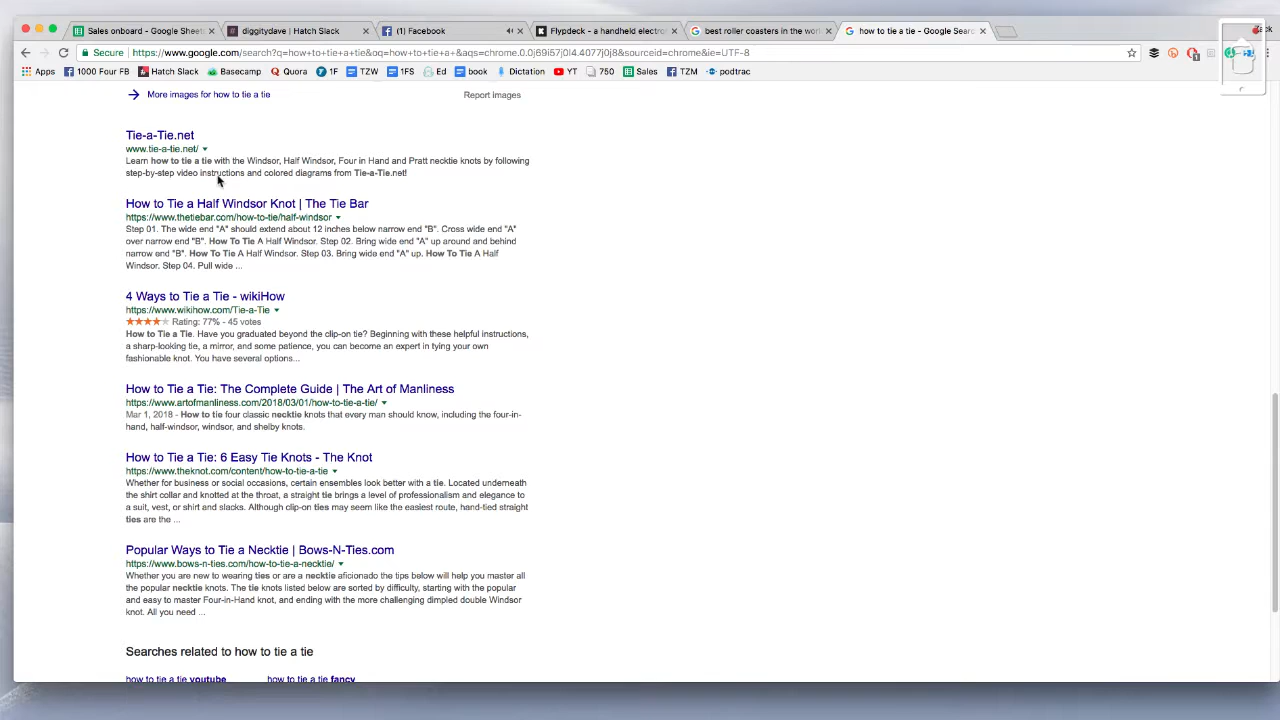 Sales onboard - Google Sheet
diggitydave | Hatch Slack
(1) Facebook
Flypdeck - a handheld electro
best roller coasters in the wor
how to tie a tie - Google Sear
Secure
https://www.google.com/search?q=how+to+tie+a+tie&oq=how+to+tie+a+&aqs=chrome.0.0j69i57j0l4.4077j0j8&sourceid=chrome&ie=UTF-8
Apps
1000 Four FB
Hatch Slack
Basecamp
Quora
1F
TZW
1FS
Ed
book
Dictation
YT
750
Sales
TZM
podtrac
More images for how to tie a tie
Report images
Tie-a-Tie.net
www.tie-a-tie.net/
Learn how to tie a tie with the Windsor, Half Windsor, Four in Hand and Pratt necktie knots by following
step-by-step video instructions and colored diagrams from Tie-a-Tie.net!
How to Tie a Half Windsor Knot | The Tie Bar
https://www.thetiebar.com/how-to-tie/half-windsor
Step 01. The wide end "A" should extend about 12 inches below narrow end "B". Cross wide end "A"
over narrow end "B". How To Tie A Half Windsor. Step 02. Bring wide end "A" up around and behind
narrow end "B". How To Tie A Half Windsor. Step 03. Bring wide end "A" up. How To Tie A Half
Windsor. Step 04. Pull wide ...
4 Ways to Tie a Tie - wikiHow
https://www.wikihow.com/Tie-a-Tie
Rating: 77% - 45 votes
How to Tie a Tie. Have you graduated beyond the clip-on tie? Beginning with these helpful instructions,
a sharp-looking tie, a mirror, and some patience, you can become an expert in tying your own
fashionable knot. You have several options...
How to Tie a Tie: The Complete Guide | The Art of Manliness
https://www.artofmanliness.com/2018/03/01/how-to-tie-a-tie/
Mar 1, 2018 - How to tie four classic necktie knots that every man should know, including the four-in-
hand, half-windsor, windsor, and shelby knots.
How to Tie a Tie: 6 Easy Tie Knots - The Knot
https://www.theknot.com/content/how-to-tie-a-tie
Whether for business or social occasions, certain ensembles look better with a tie. Located underneath
the shirt collar and knotted at the throat, a straight tie brings a level of professionalism and elegance to
a suit, vest, or shirt and slacks. Although clip-on ties may seem like the easiest route, hand-tied straight
ties are the ...
Popular Ways to Tie a Necktie | Bows-N-Ties.com
https://www.bows-n-ties.com/how-to-tie-a-necktie/
Whether you are new to wearing ties or are a necktie aficionado the tips below will help you master all
the popular necktie knots. The tie knots listed below are sorted by difficulty, starting with the popular
and easy to master Four-in-Hand knot, and ending with the more challenging dimpled double Windsor
knot. All you need ...
Searches related to how to tie a tie
how to tie a tie youtube
how to tie a tie fancy